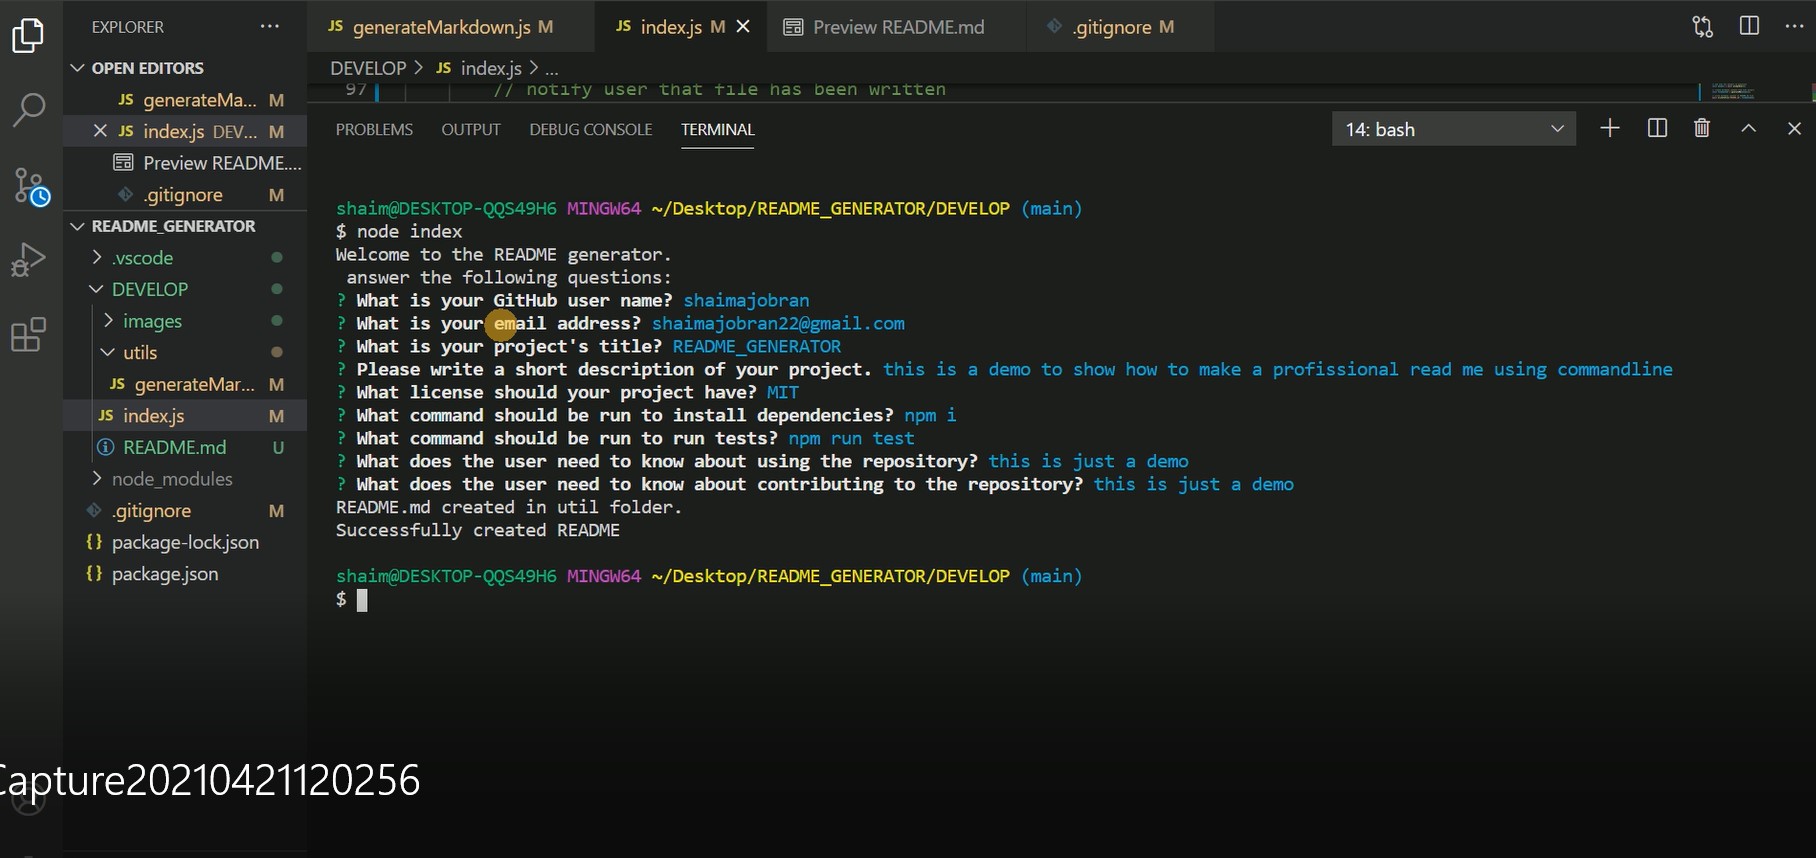 EXPLORER
OPEN EDITORS
JS generateMa... M
JS index.js DEV... M
Preview README....
.gitignore M
README_GENERATOR
.vscode
DEVELOP
images
utils
JS generateMar... M
JS index.js M
README.md U
node_modules
.gitignore M
{} package-lock.json
{} package.json
JS generateMarkdown.js M
JS index.js M
Preview README.md
.gitignore M
DEVELOP > JS index.js > ...
97 // notify user that file has been written
PROBLEMS OUTPUT DEBUG CONSOLE TERMINAL 14: bash
shaim@DESKTOP-QQS49H6 MINGW64 ~/Desktop/README_GENERATOR/DEVELOP (main)
$ node index
Welcome to the README generator.
answer the following questions:
? What is your GitHub user name? shaimajobran
? What is your email address? shaimajobran22@gmail.com
? What is your project's title? README_GENERATOR
? Please write a short description of your project. this is a demo to show how to make a profissional read me using commandline
? What license should your project have? MIT
? What command should be run to install dependencies? npm i
? What command should be run to run tests? npm run test
? What does the user need to know about using the repository? this is just a demo
? What does the user need to know about contributing to the repository? this is just a demo
README.md created in util folder.
Successfully created README
shaim@DESKTOP-QQS49H6 MINGW64 ~/Desktop/README_GENERATOR/DEVELOP (main)
$
Capture20210421120256